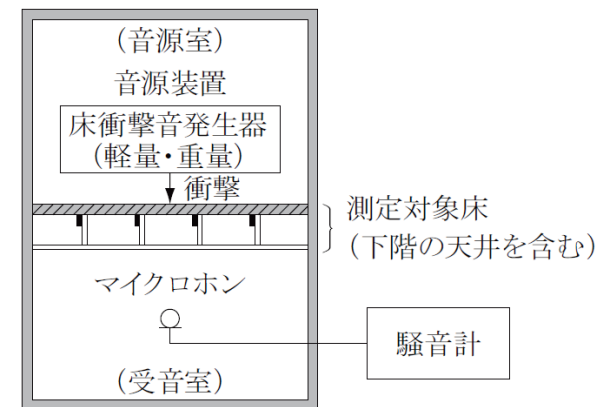 (音源室)
音源装置
床衝撃音発生器
(軽量・重量)
衝撃
測定対象床
(下階の天井を含む)
マイクロホン
騒音計
(受音室)